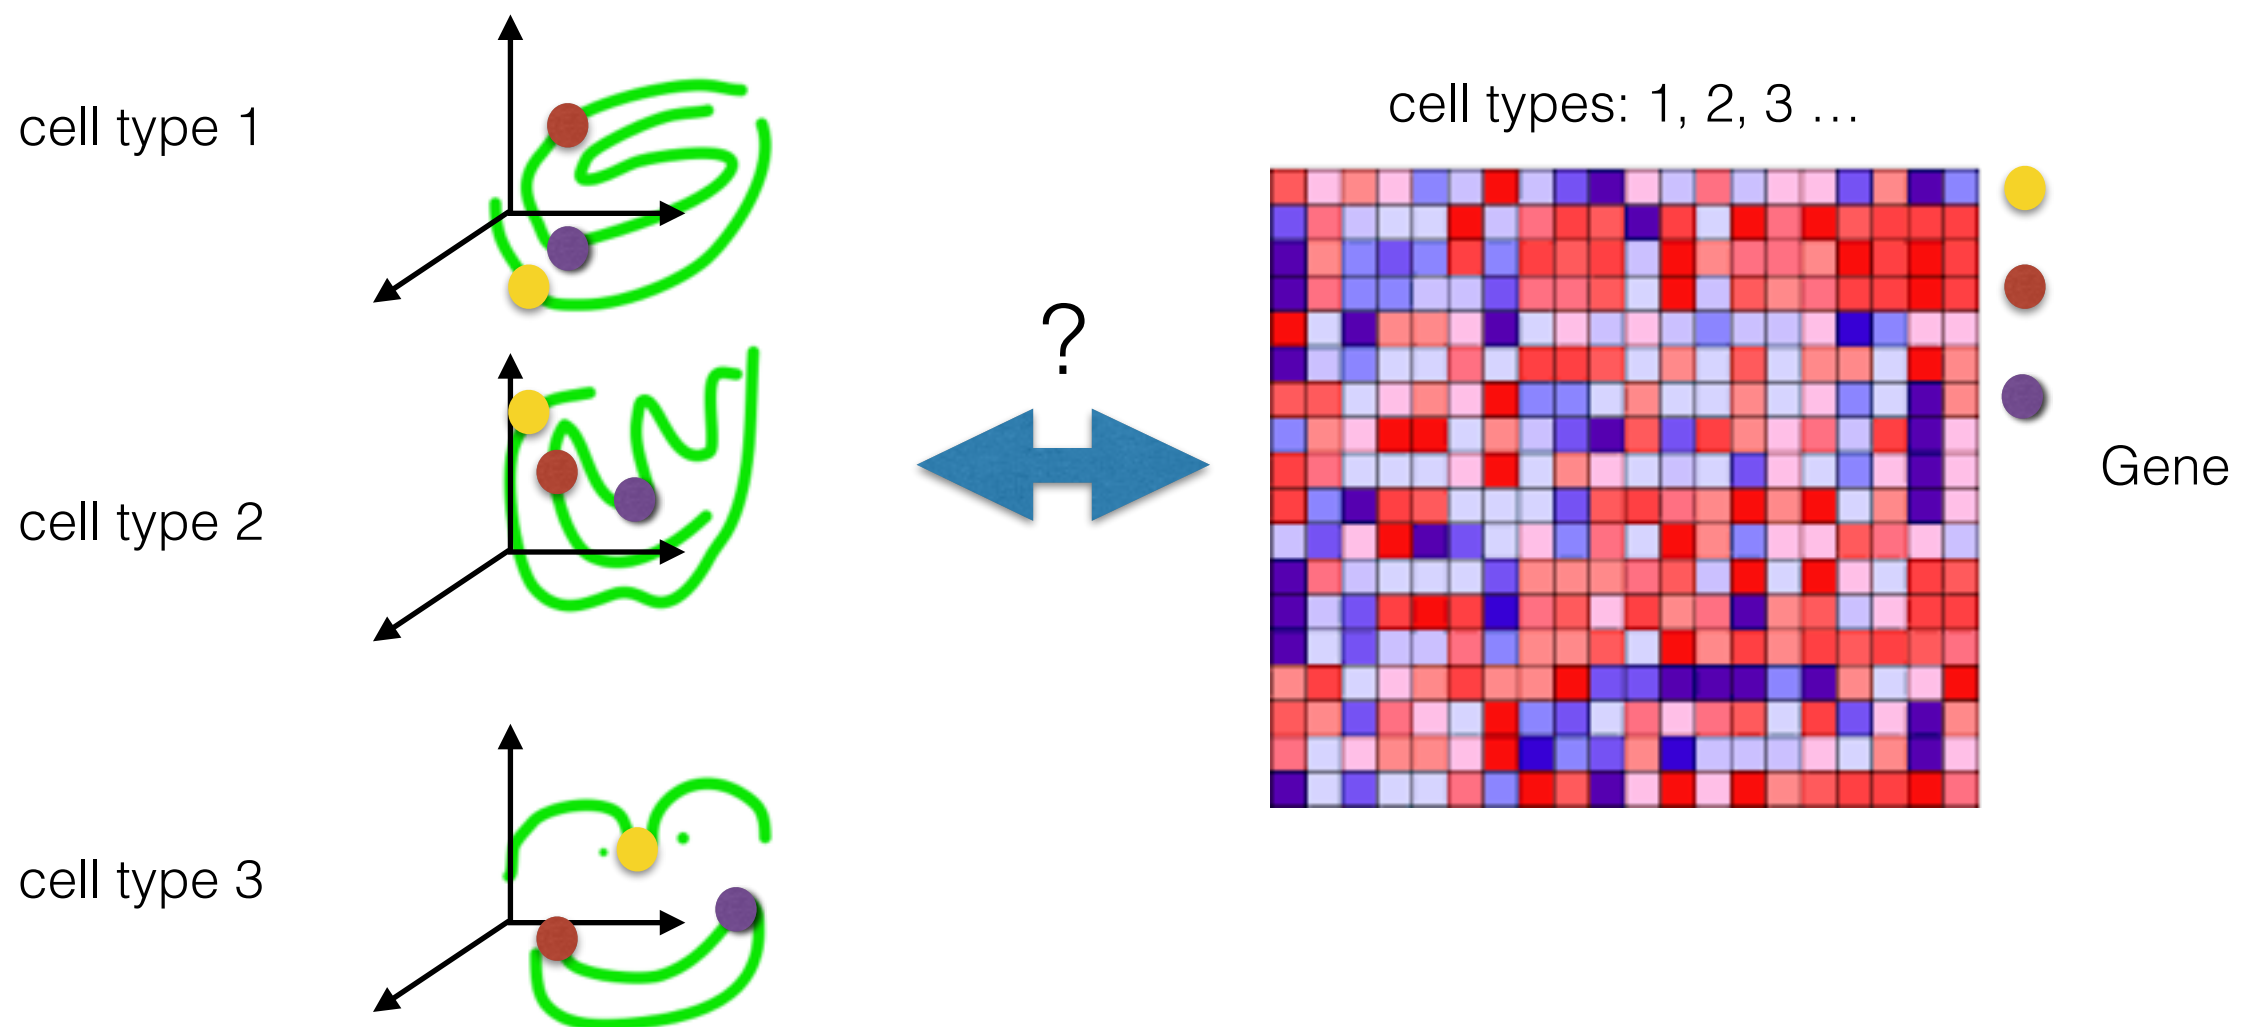 cell type 1
cell types: 1, 2, 3 …
?
Gene
cell type 2
cell type 3